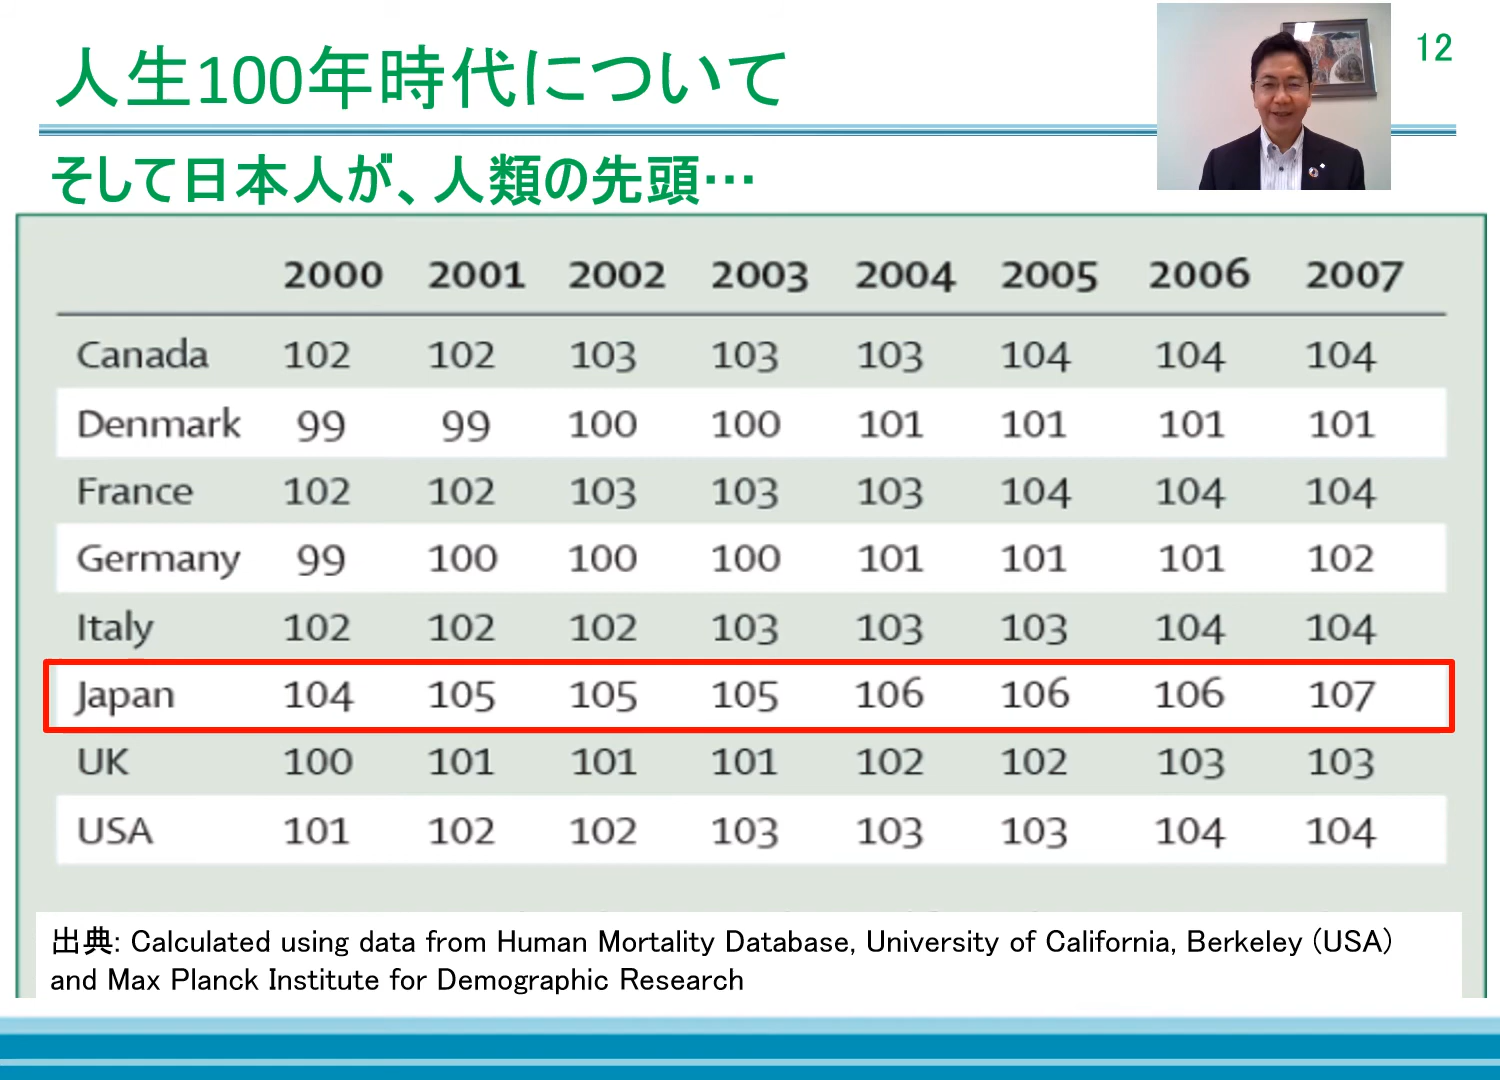 人生100年時代について
12
そして日本人が、人類の先頭…
2000 2001 2002 2003 2004 2005 2006 2007
Canada 102 102 103 103 103 104 104 104
Denmark 99 99 100 100 101 101 101 101
France 102 102 103 103 103 104 104 104
Germany 99 100 100 100 101 101 101 102
Italy 102 102 102 103 103 103 104 104
Japan 104 105 105 105 106 106 106 107
UK 100 101 101 101 102 102 103 103
USA 101 102 102 103 103 103 104 104
出典: Calculated using data from Human Mortality Database, University of California, Berkeley (USA)
and Max Planck Institute for Demographic Research